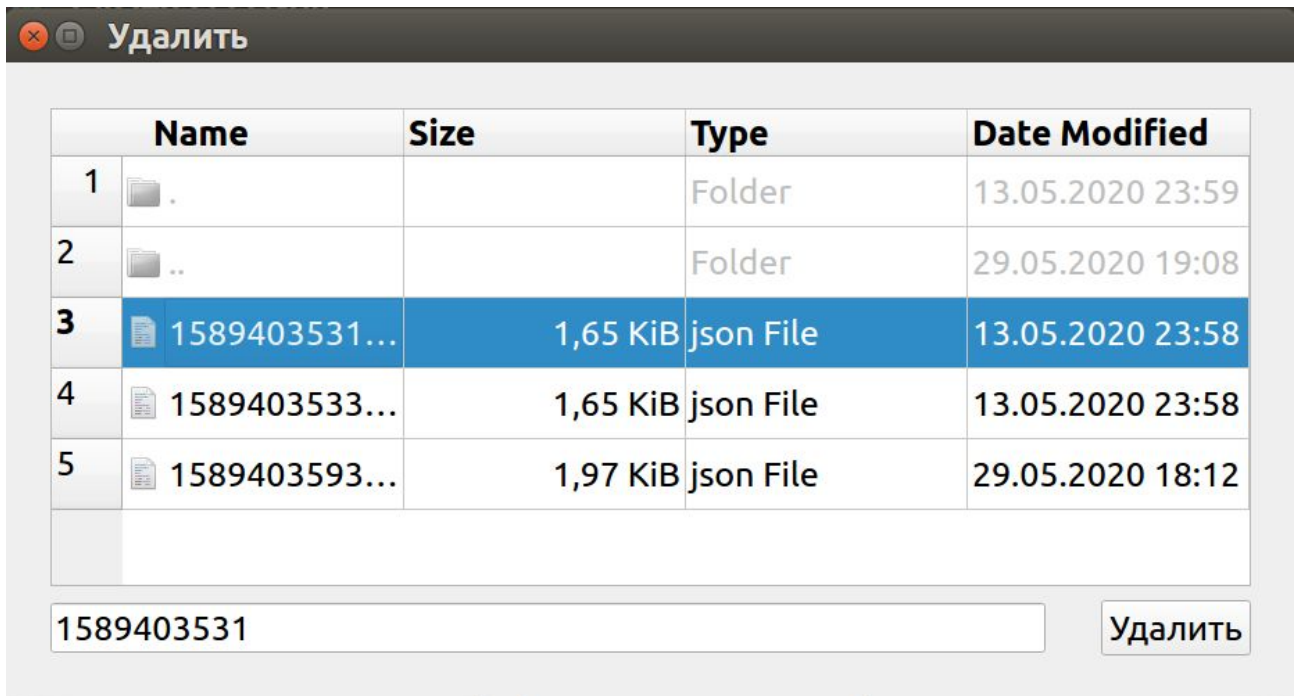 Удалить
Name Size Type Date Modified
1 . Folder 13.05.2020 23:59
2 .. Folder 29.05.2020 19:08
3 1589403531... 1,65 KiB json File 13.05.2020 23:58
4 1589403533... 1,65 KiB json File 13.05.2020 23:58
5 1589403593... 1,97 KiB json File 29.05.2020 18:12
1589403531 Удалить